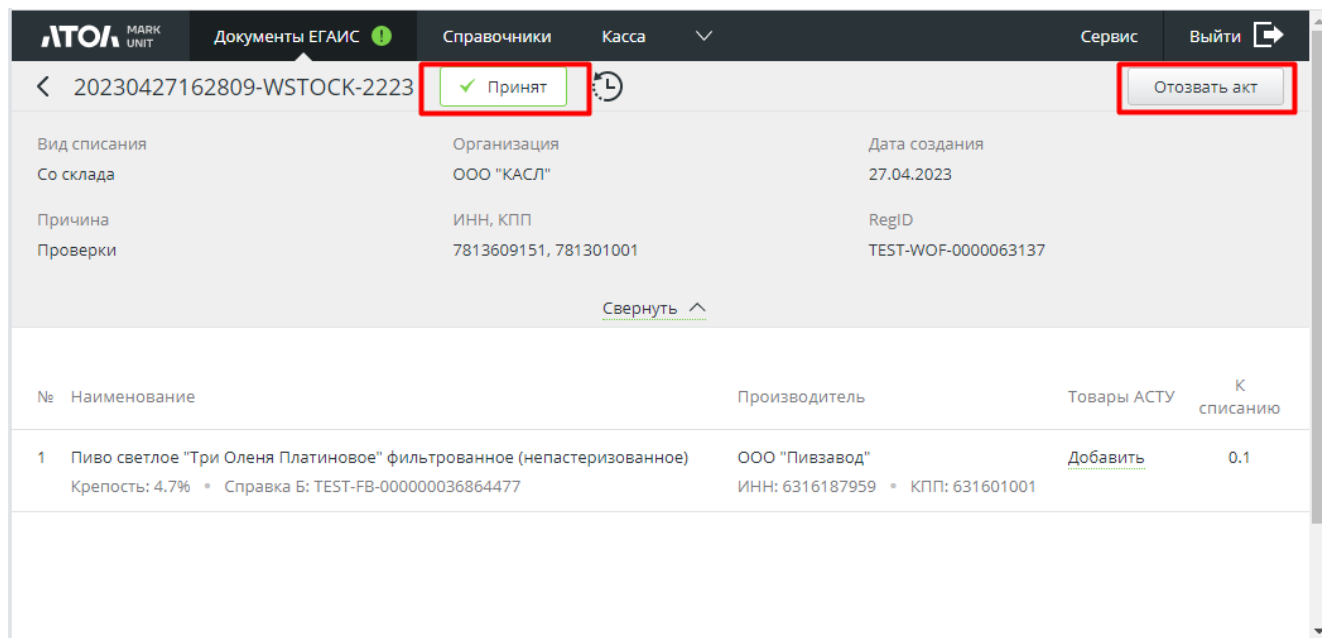 АТОЛ MARK UNIT Документы ЕГАИС ! Справочники Касса Сервис Выйти
20230427162809-WSTOCK-2223 Принят Отозвать акт
Вид списания Организация Дата создания
Со склада ООО "КАСЛ" 27.04.2023
Причина ИНН, КПП RegID
Проверки 7813609151, 781301001 TEST-WOF-0000063137
Свернуть
№ Наименование Производитель Товары АСТУ К списанию
1 Пиво светлое "Три Оленя Платиновое" фильтрованное (непастеризованное) ООО "Пивзавод" Добавить 0.1
Крепость: 4.7% • Справка Б: TEST-FB-000000036864477 ИНН: 6316187959 • КПП: 631601001